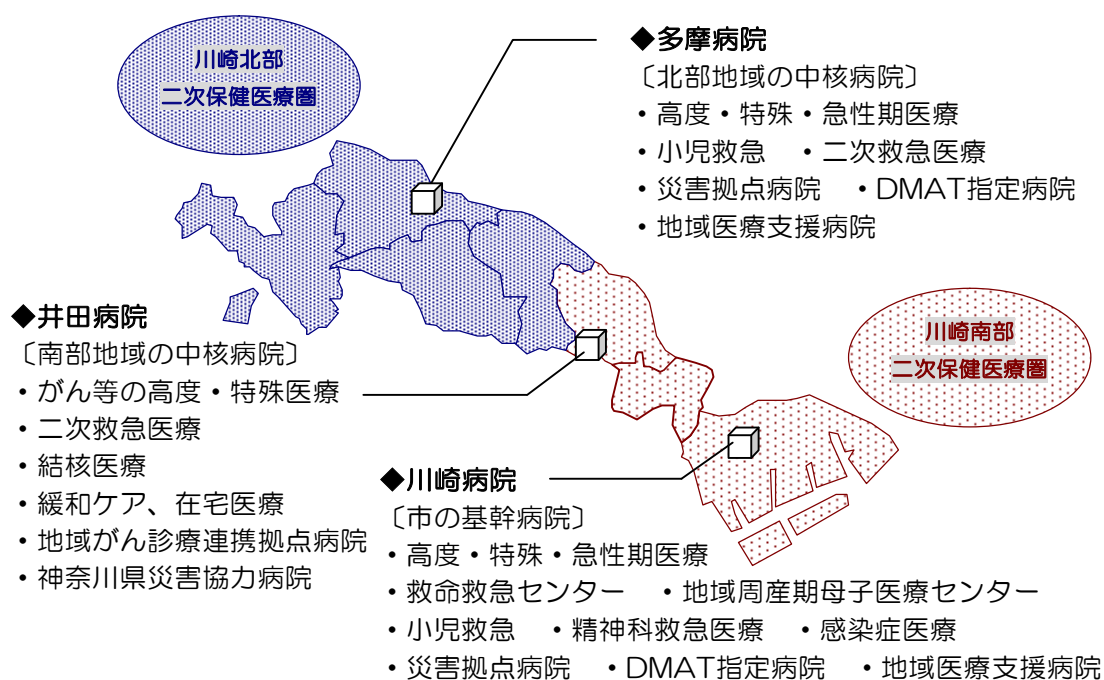 川崎北部
二次保健医療圏
◆多摩病院
〔北部地域の中核病院〕
・高度・特殊・急性期医療
・小児救急　・二次救急医療
・災害拠点病院　・DMAT指定病院
・地域医療支援病院
川崎南部
二次保健医療圏
◆井田病院
〔南部地域の中核病院〕
・がん等の高度・特殊医療
・二次救急医療
・結核医療
・緩和ケア、在宅医療
・地域がん診療連携拠点病院
・神奈川県災害協力病院
◆川崎病院
〔市の基幹病院〕
・高度・特殊・急性期医療
・救命救急センター　・地域周産期母子医療センター
・小児救急　・精神科救急医療　・感染症医療
・災害拠点病院　・DMAT指定病院　・地域医療支援病院